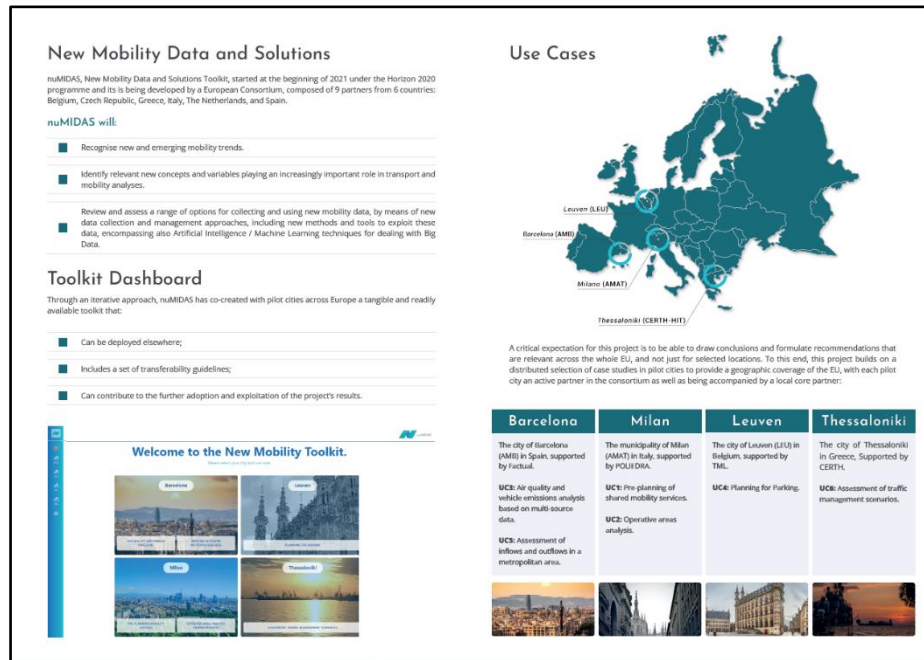 New Mobility Data and Solutions
nuMIDAS, New Mobility Data and Solutions Toolkit, started at the beginning of 2021 under the Horizon 2020
programme and its is being developed by a European Consortium, composed of 9 partners from 6 countries:
Belgium, Czech Republic, Greece, Italy, The Netherlands, and Spain.
nuMIDAS will:
Recognise new and emerging mobility trends.
Identify relevant new concepts and variables playing an increasingly important role in transport and
mobility analyses.
Review and assess a range of options for collecting and using new mobility data, by means of new
data collection and management approaches, including new methods and tools to exploit these
data, encompassing also Artificial Intelligence / Machine Learning techniques for dealing with Big
Data.
Toolkit Dashboard
Through an iterative approach, nuMIDAS has co-created with pilot cities across Europe a tangible and readily
available toolkit that:
Can be deployed elsewhere;
Includes a set of transferability guidelines;
Can contribute to the further adoption and exploitation of the project's results.
Welcome to the New Mobility Toolkit.
Barcelona
Leuven
Milan
Thessaloniki
Use Cases
Leuven (LEU)
Barcelona (AMB)
Milano (AMAT)
Thessaloniki (CERTH-HIT)
A critical expectation for this project is to be able to draw conclusions and formulate recommendations that
are relevant across the whole EU, and not just for selected locations. To this end, this project builds on a
distributed selection of case studies in pilot cities to provide a geographic coverage of the EU, with each pilot
city an active partner in the consortium as well as being accompanied by a local core partner:
Barcelona
The city of Barcelona
(AMB) in Spain, supported
by Factual.
UC3: Air quality and
vehicle emissions analysis
based on multi-source
data.
UC5: Assessment of
inflows and outflows in a
metropolitan area.
Milan
The municipality of Milan
(AMAT) in Italy, supported
by POLIEDRA.
UC1: Pre-planning of
shared mobility services.
UC2: Operative areas
analysis.
Leuven
The city of Leuven (LEU) in
Belgium, supported by
TML.
UC4: Planning for Parking.
Thessaloniki
The city of Thessaloniki
in Greece, Supported by
CERTH.
UC6: Assessment of traffic
management scenarios.